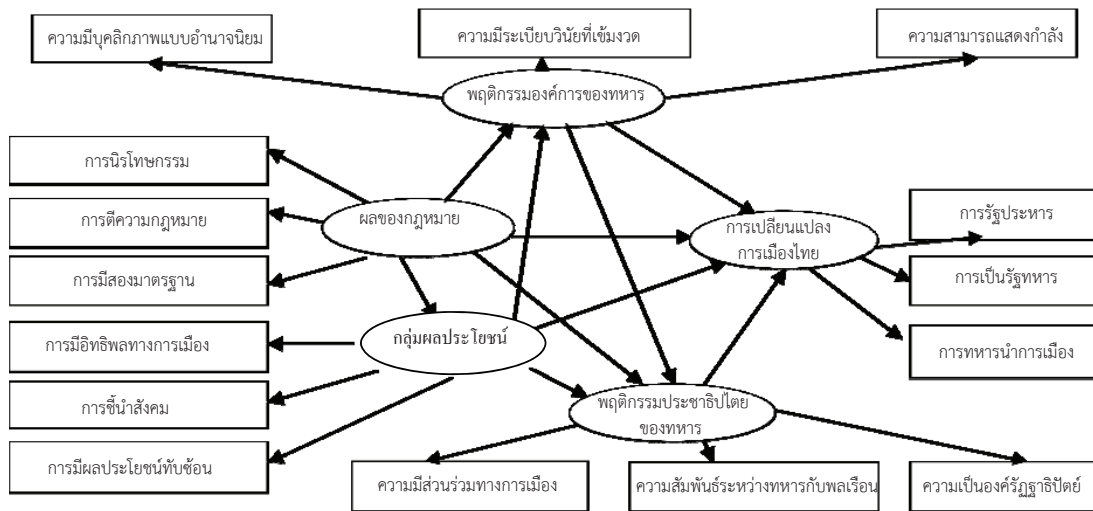 ความมีบุคลิกภาพแบบอำนาจนิยม
ความมีระเบียบวินัยที่เข้มงวด
ความสามารถแสดงกำลัง
พฤติกรรมองค์การของทหาร
การนิรโทษกรรม
การตีความกฎหมาย
ผลของกฎหมาย
การมีสองมาตรฐาน
การเปลี่ยนแปลง
การเมืองไทย
การรัฐประหาร
การเป็นรัฐทหาร
การทหารนำการเมือง
การมีอิทธิพลทางการเมือง
กลุ่มผลประโยชน์
การชี้นำสังคม
การมีผลประโยชน์ทับซ้อน
พฤติกรรมประชาธิปไตย
ของทหาร
ความมีส่วนร่วมทางการเมือง
ความสัมพันธ์ระหว่างทหารกับพลเรือน
ความเป็นองค์รัฏฐาธิปัตย์